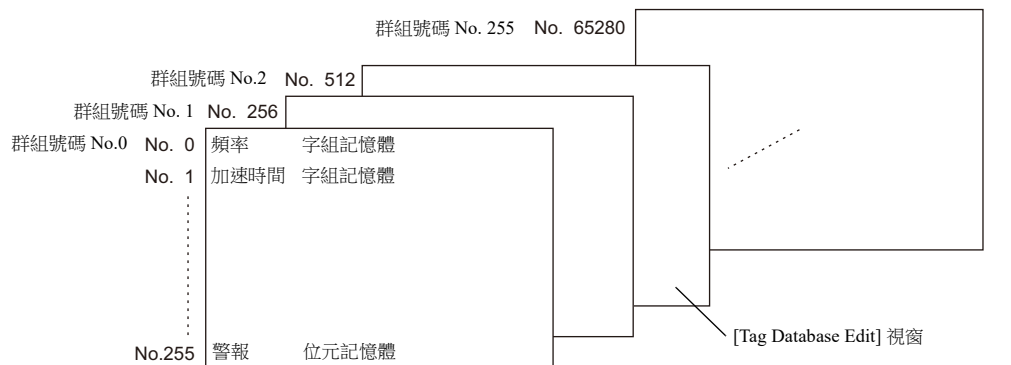 群組號碼 No. 255 No. 65280
群組號碼 No.2 No. 512
群組號碼 No. 1 No. 256
群組號碼 No.0 No. 0 頻率 字組記憶體
No. 1 加速時間 字組記憶體
[Tag Database Edit] 視窗
No.255 警報 位元記憶體